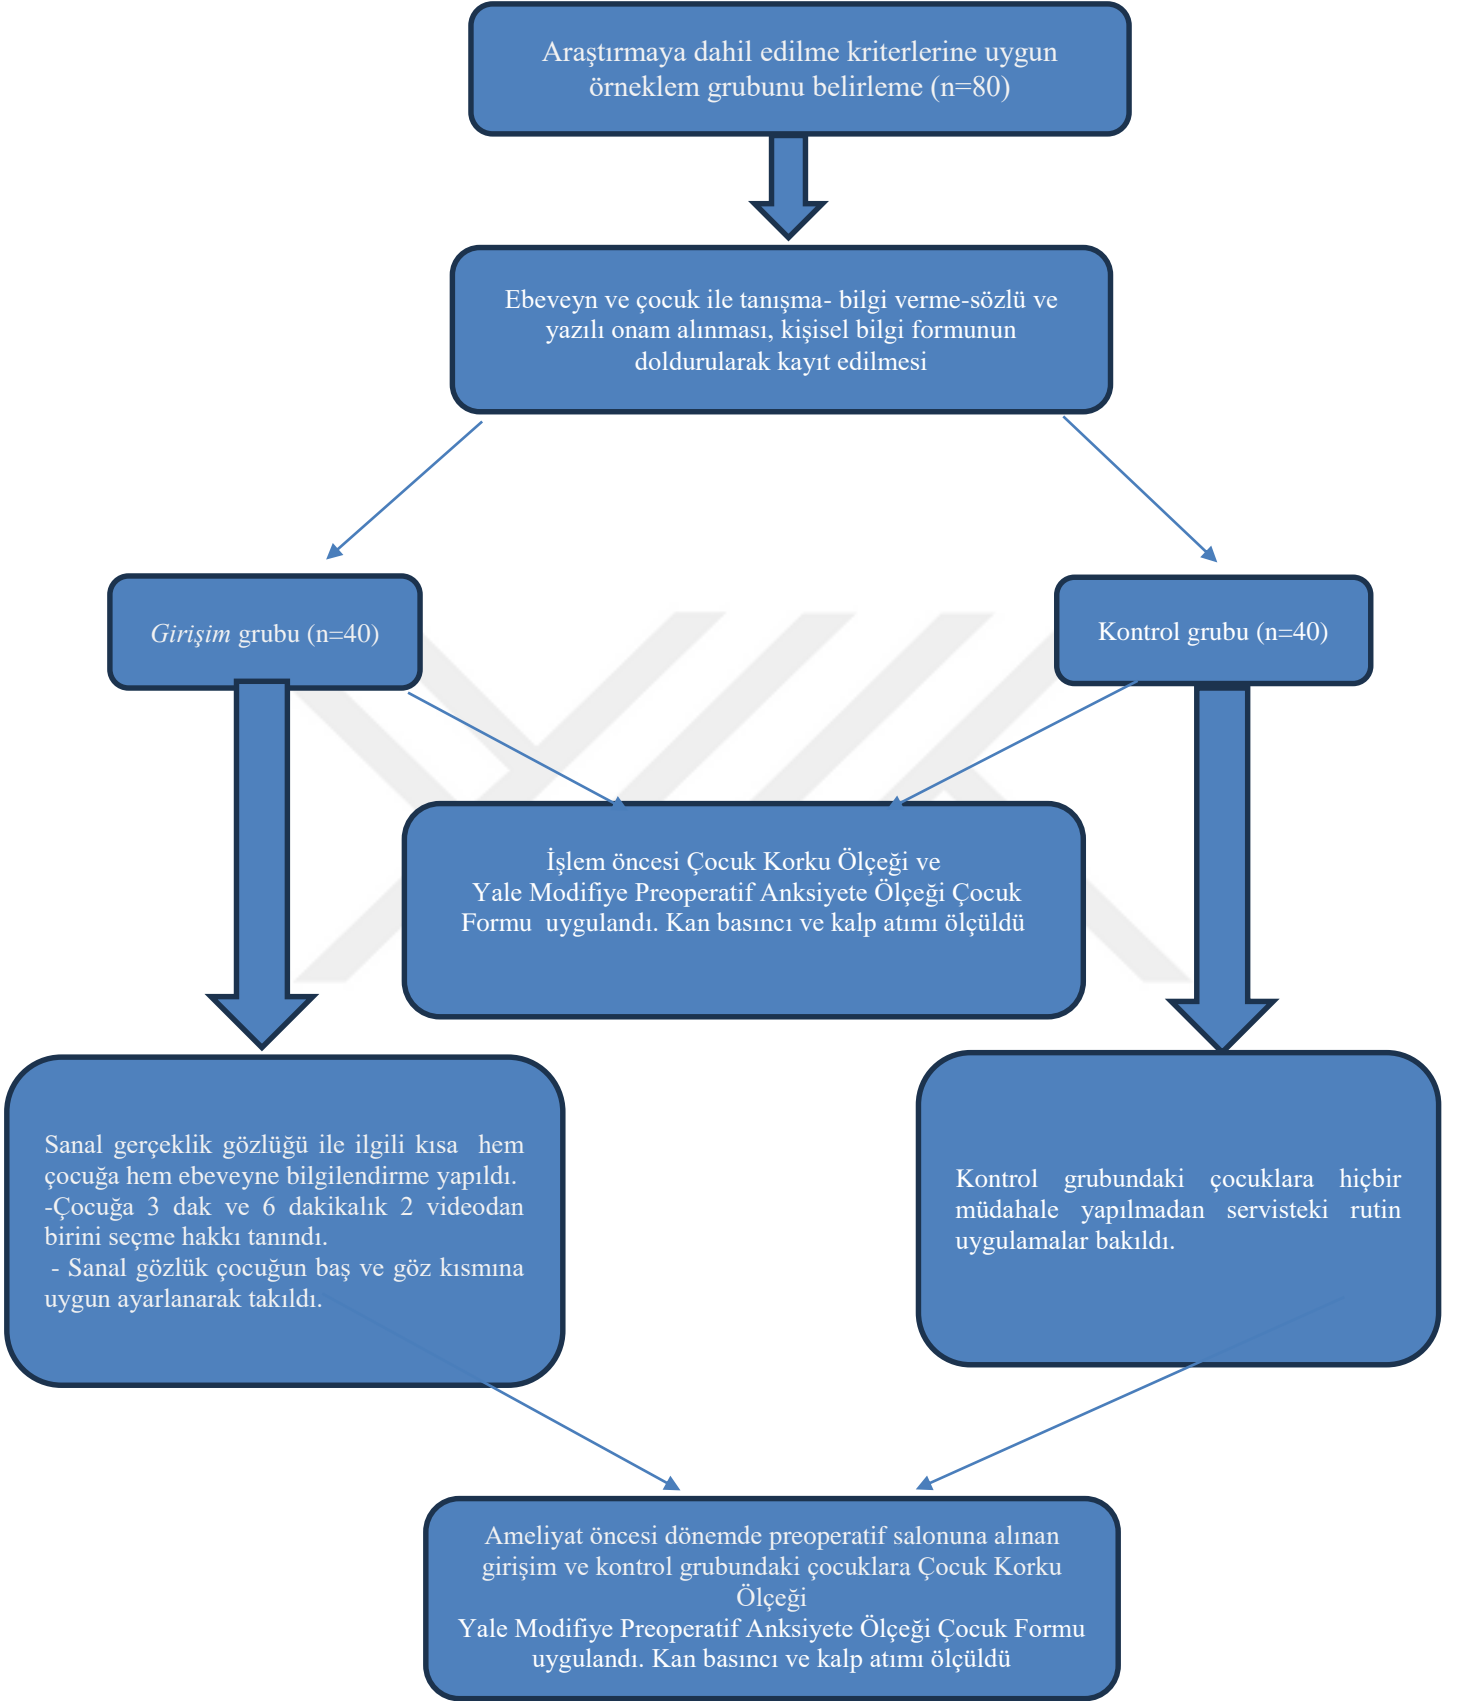 Araştırmaya dahil edilme kriterlerine uygun
örneklem grubunu belirleme (n=80)
Ebeveyn ve çocuk ile tanışma- bilgi verme-sözlü ve
yazılı onam alınması, kişisel bilgi formunun
doldurularak kayıt edilmesi
Girişim grubu (n=40)
Kontrol grubu (n=40)
İşlem öncesi Çocuk Korku Ölçeği ve
Yale Modifiye Preoperatif Anksiyete Ölçeği Çocuk
Formu uygulandı. Kan basıncı ve kalp atımı ölçüldü
Sanal gerçeklik gözlüğü ile ilgili kısa hem
çocuğa hem ebeveyne bilgilendirme yapıldı.
-Çocuğa 3 dak ve 6 dakikalık 2 videodan
birini seçme hakkı tanındı.
- Sanal gözlük çocuğun baş ve göz kısmına
uygun ayarlanarak takıldı.
Kontrol grubundaki çocuklara hiçbir
müdahale yapılmadan servisteki rutin
uygulamalar bakıldı.
Ameliyat öncesi dönemde preoperatif salonuna alınan
girişim ve kontrol grubundaki çocuklara Çocuk Korku
Ölçeği
Yale Modifiye Preoperatif Anksiyete Ölçeği Çocuk Formu
uygulandı. Kan basıncı ve kalp atımı ölçüldü